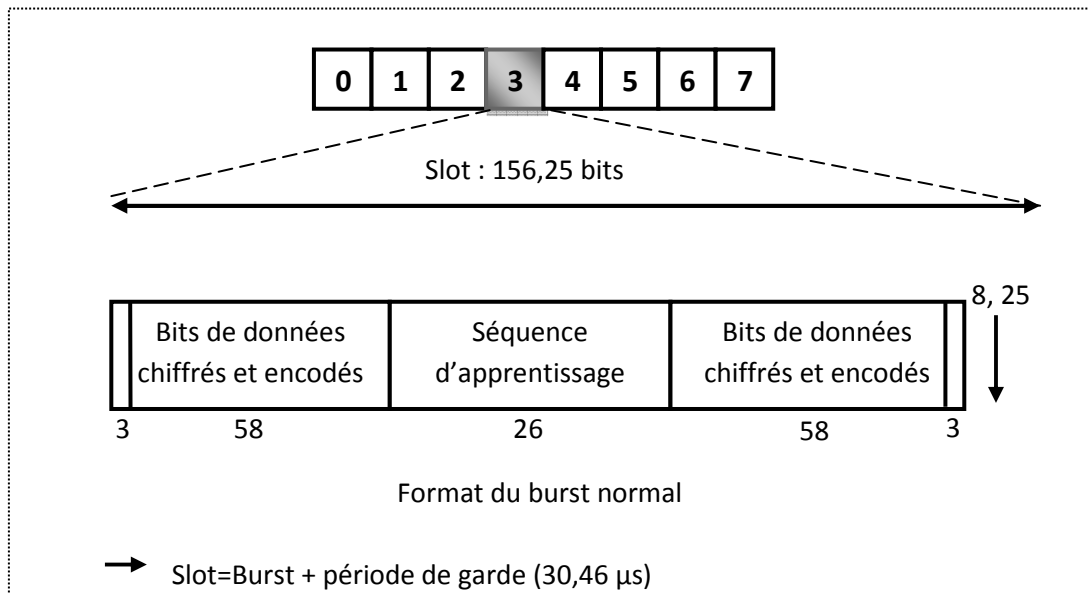 0 1 2 3 4 5 6 7
Slot : 156,25 bits
8, 25
Bits de données
chiffrés et encodés
Séquence
d’apprentissage
Bits de données
chiffrés et encodés
3 58 26 58 3
Format du burst normal
Slot=Burst + période de garde (30,46 µs)